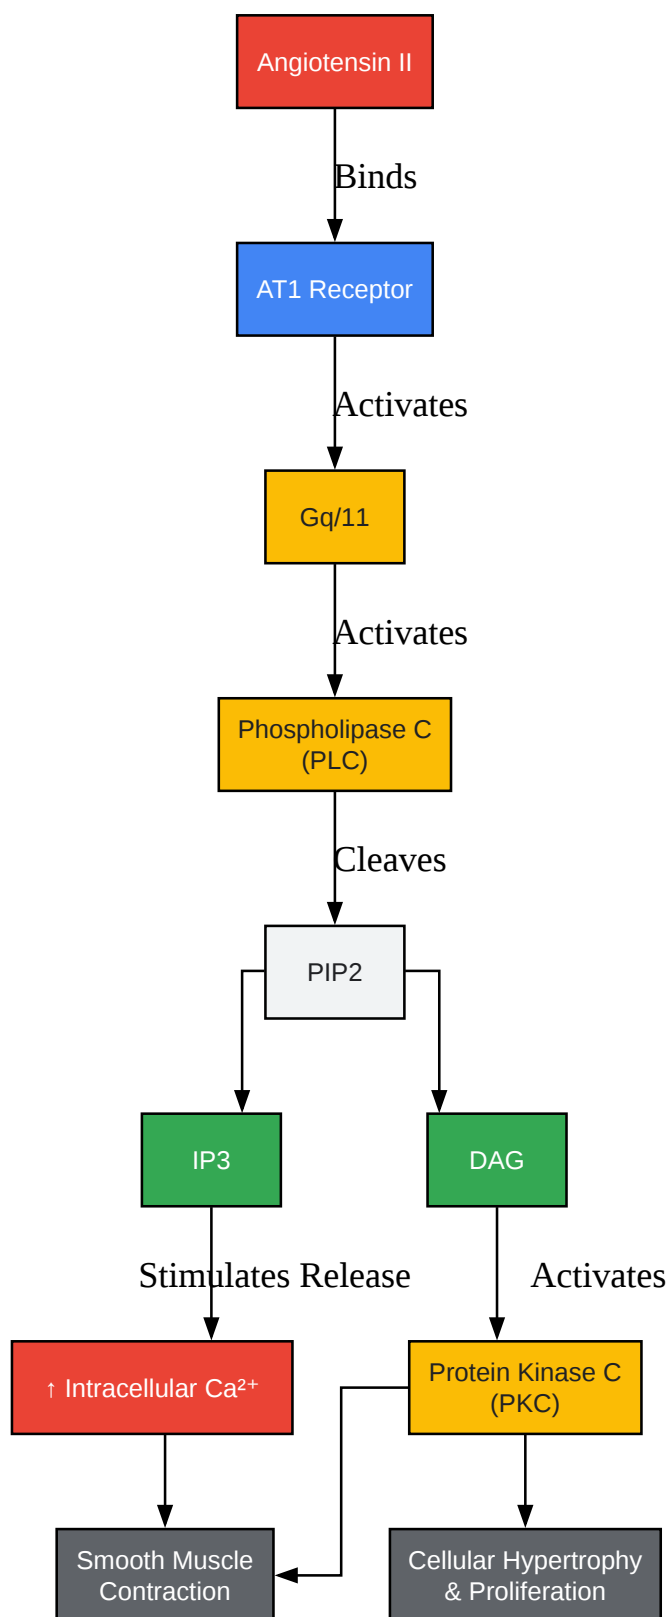 Angiotensin II
Binds
AT1 Receptor
Activates
Gq/11
Activates
Phospholipase C
(PLC)
Cleaves
PIP2
IP3
DAG
Stimulates Release
Activates
↑ Intracellular Ca²⁺
Protein Kinase C
(PKC)
Smooth Muscle
Contraction
Cellular Hypertrophy
& Proliferation